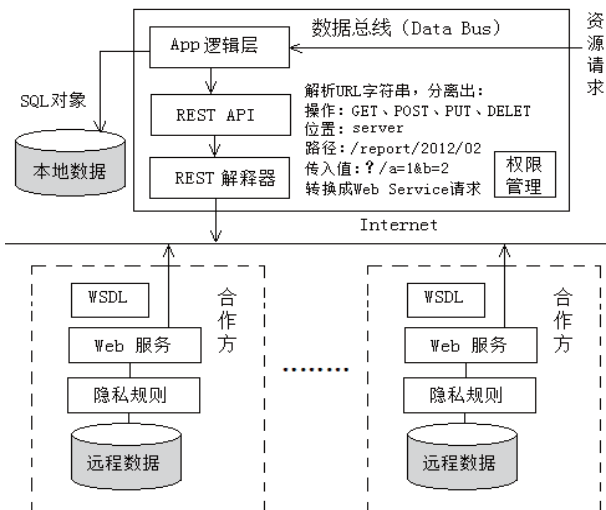 数据总线（Data Bus）
资源请求
App逻辑层
SQL对象
解析URL字符串，分离出：
操作：GET、POST、PUT、DELET
REST API
位置：server
路径：/report/2012/02
本地数据
传入值：？/a=1&b=2
REST 解释器
转换成Web Service请求
权限
管理
Internet
WSDL
合作方
Web 服务
隐私规则
远程数据
………
WSDL
合作方
Web 服务
隐私规则
远程数据